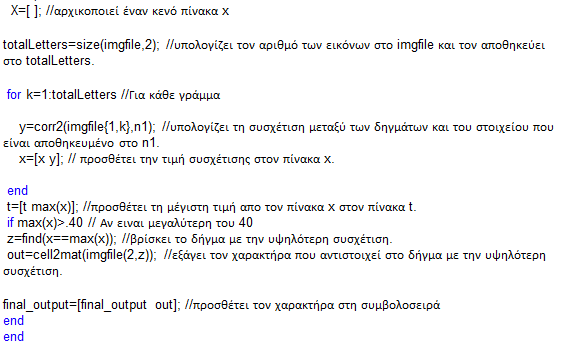 X=[ ]; //αρχικοποιεί έναν κενό πίνακα x
totalLetters=size(imgfile,2); //υπολογίζει τον αριθμό των εικόνων στο imgfile και τον αποθηκεύει
στο totalLetters.
for k=1:totalLetters //Για κάθε γράμμα
y=corr2(imgfile{1,k},n1); //υπολογίζει τη συσχέτιση μεταξύ των δηγμάτων και του στοιχείου που
είναι αποθηκευμένο στο n1.
x=[x y]; // προσθέτει την τιμή συσχέτισης στον πίνακα x.
end
t=[t max(x)]; //προσθέτει τη μέγιστη τιμή απο τον πίνακα x στον πίνακα t.
if max(x)>.40 // Αν ειναι μεγαλύτερη του 40
z=find(x==max(x)); //βρίσκει το δήγμα με την υψηλότερη συσχέτιση.
out=cell2mat(imgfile(2,z)); //εξάγει τον χαρακτήρα που αντιστοιχεί στο δήγμα με την υψηλότερη
συσχέτιση.
final_output=[final_output out]; //προσθέτει τον χαρακτήρα στη συμβολοσειρά
end
end